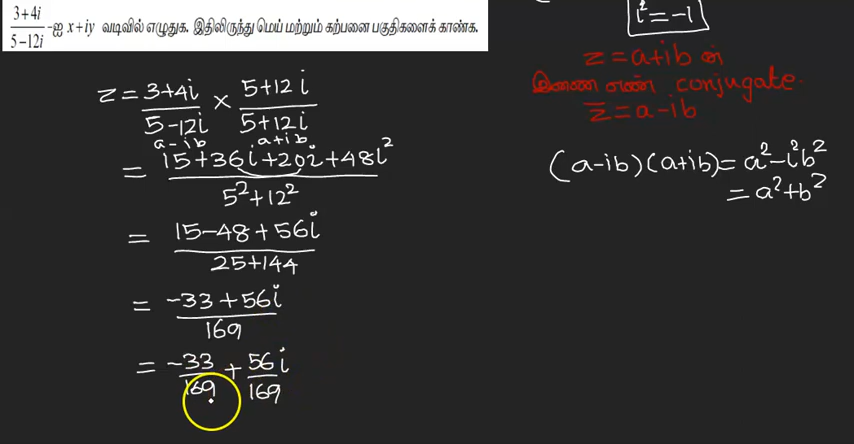 3+4i / 5−12i -ஐ x+iy வடிவில் எழுதுக. இதிலிருந்து மெய் மற்றும் கற்பனை பகுதிகளைக் காண்க.
i² = −1
z = a+ib ன்
இணை எண் conjugate
z̅ = a−ib
(a−ib)(a+ib) = a²−i²b²
= a²+b²
z = 3+4i / 5−12i × 5+12i / 5+12i
a−ib a+ib
= 15+36i+20i+48i² / 5²+12²
= 15−48+56i / 25+144
= −33+56i / 169
= −33/169 + 56i/169